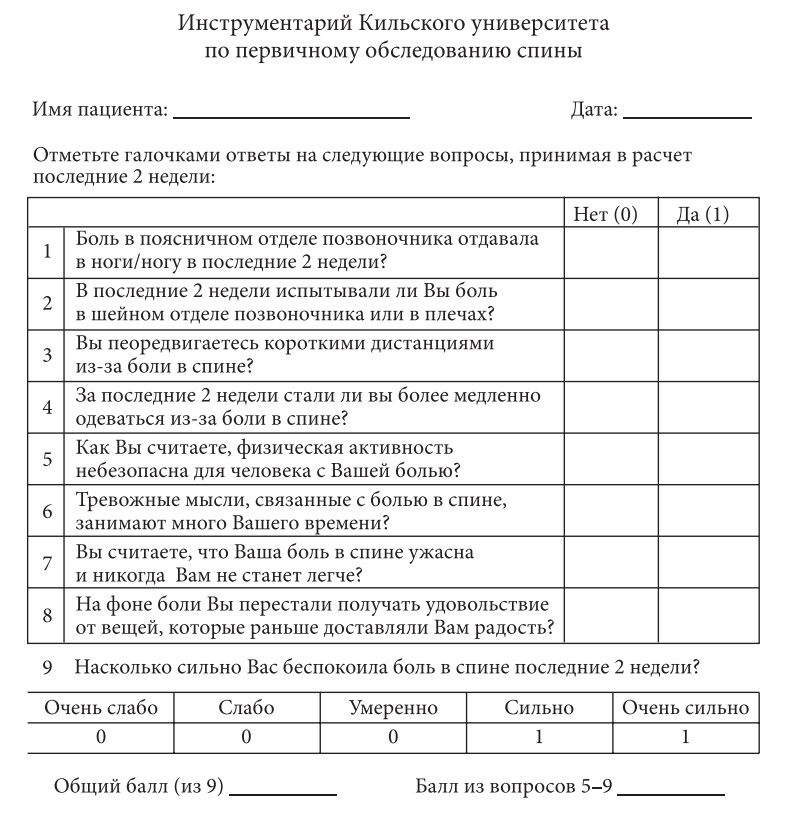 Инструментарий Кильского университета
по первичному обследованию спины
Имя пациента: Дата:
Отметьте галочками ответы на следующие вопросы, принимая в расчет
последние 2 недели:
Нет (0) Да (1)
1 Боль в поясничном отделе позвоночника отдавала
в ноги/ногу в последние 2 недели?
2 В последние 2 недели испытывали ли Вы боль
в шейном отделе позвоночника или в плечах?
3 Вы пеоредвигаетесь короткими дистанциями
из-за боли в спине?
4 За последние 2 недели стали ли вы более медленно
одеваться из-за боли в спине?
5 Как Вы считаете, физическая активность
небезопасна для человека с Вашей болью?
6 Тревожные мысли, связанные с болью в спине,
занимают много Вашего времени?
7 Вы считаете, что Ваша боль в спине ужасна
и никогда Вам не станет легче?
8 На фоне боли Вы перестали получать удовольствие
от вещей, которые раньше доставляли Вам радость?
9 Насколько сильно Вас беспокоила боль в спине последние 2 недели?
Очень слабо Слабо Умеренно Сильно Очень сильно
0 0 0 1 1
Общий балл (из 9) Балл из вопросов 5–9